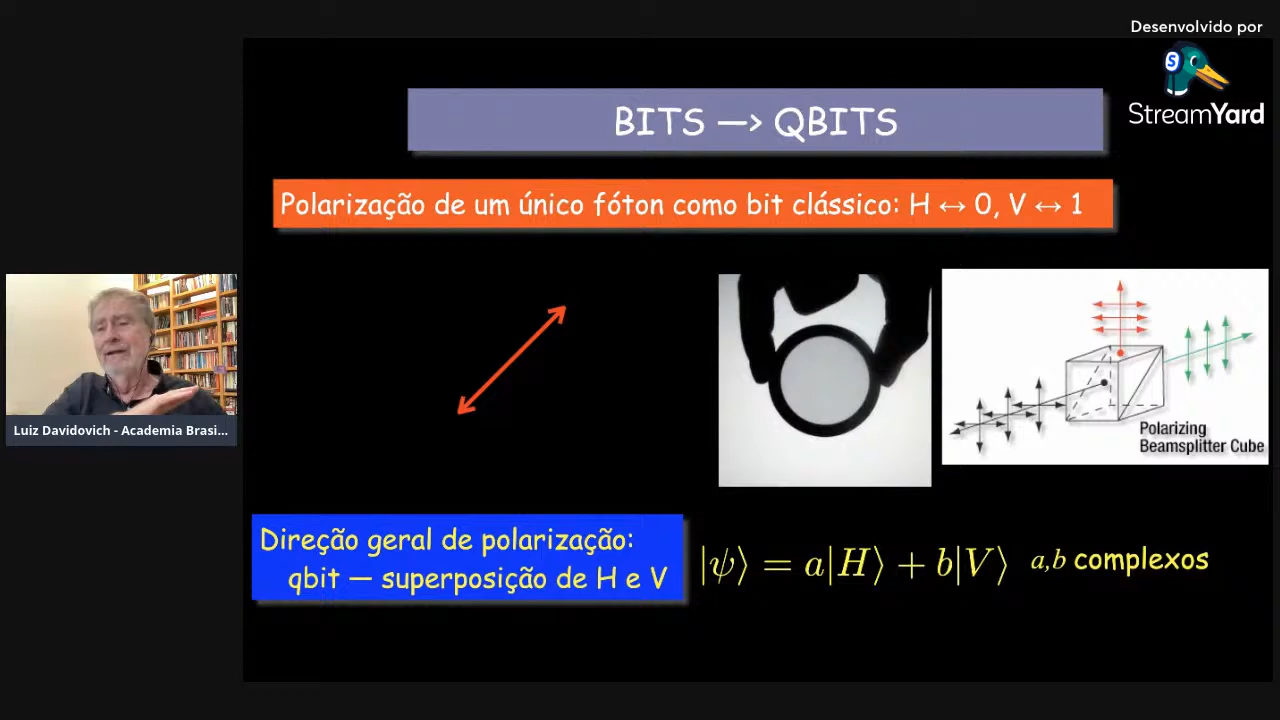 Desenvolvido por
StreamYard
BITS —> QBITS
Polarização de um único fóton como bit clássico: H ↔ 0, V ↔ 1
Polarizing
Beamsplitter Cube
Luiz Davidovich - Academia Brasi...
Direção geral de polarização:
qbit — superposição de H e V
|ψ⟩ = a|H⟩ + b|V⟩ a,b complexos